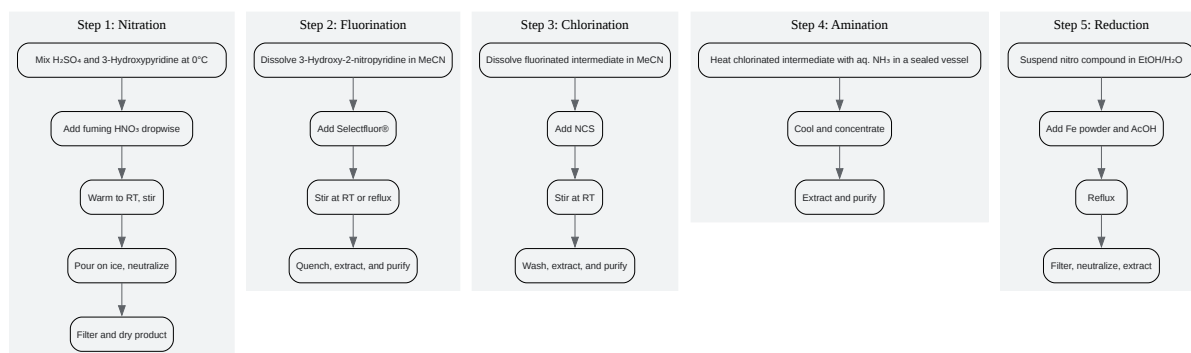 Step 1: Nitration
Mix H₂SO₄ and 3-Hydroxypyridine at 0°C
Add fuming HNO₃ dropwise
Warm to RT, stir
Pour on ice, neutralize
Filter and dry product
Step 2: Fluorination
Dissolve 3-Hydroxy-2-nitropyridine in MeCN
Add Selectfluor®
Stir at RT or reflux
Quench, extract, and purify
Step 3: Chlorination
Dissolve fluorinated intermediate in MeCN
Add NCS
Stir at RT
Wash, extract, and purify
Step 4: Amination
Heat chlorinated intermediate with aq. NH₃ in a sealed vessel
Cool and concentrate
Extract and purify
Step 5: Reduction
Suspend nitro compound in EtOH/H₂O
Add Fe powder and AcOH
Reflux
Filter, neutralize, extract